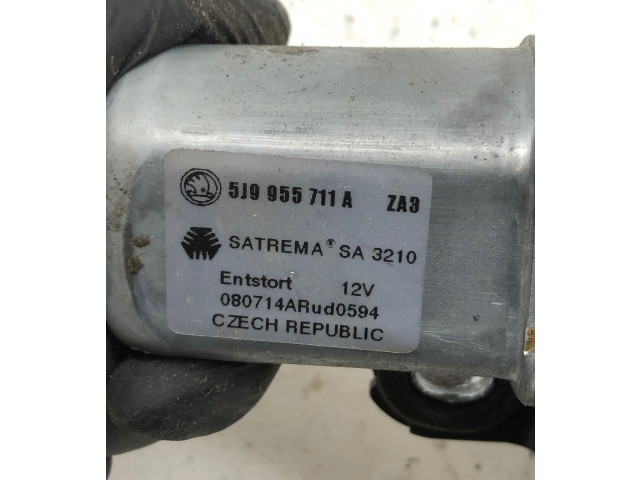 5J9 955 711 A ZA3
SATREMA® SA 3210
Entstort 12V
080714ARud0594
CZECH REPUBLIC